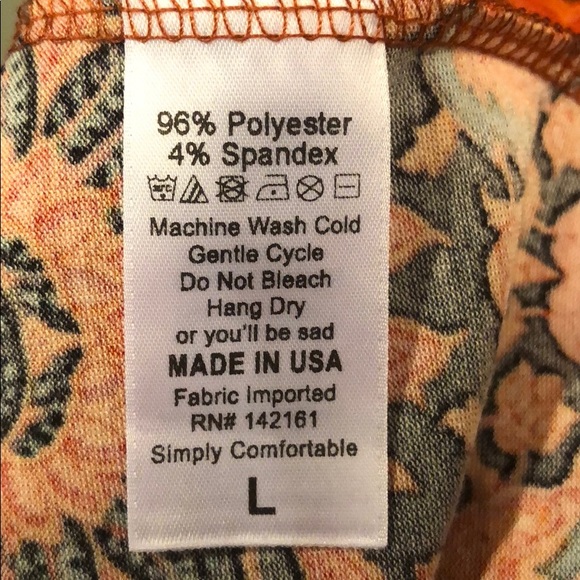 96% Polyester
4% Spandex
30°C
Machine Wash Cold
Gentle Cycle
Do Not Bleach
Hang Dry
or you'll be sad
MADE IN USA
Fabric Imported
RN# 142161
Simply Comfortable
L